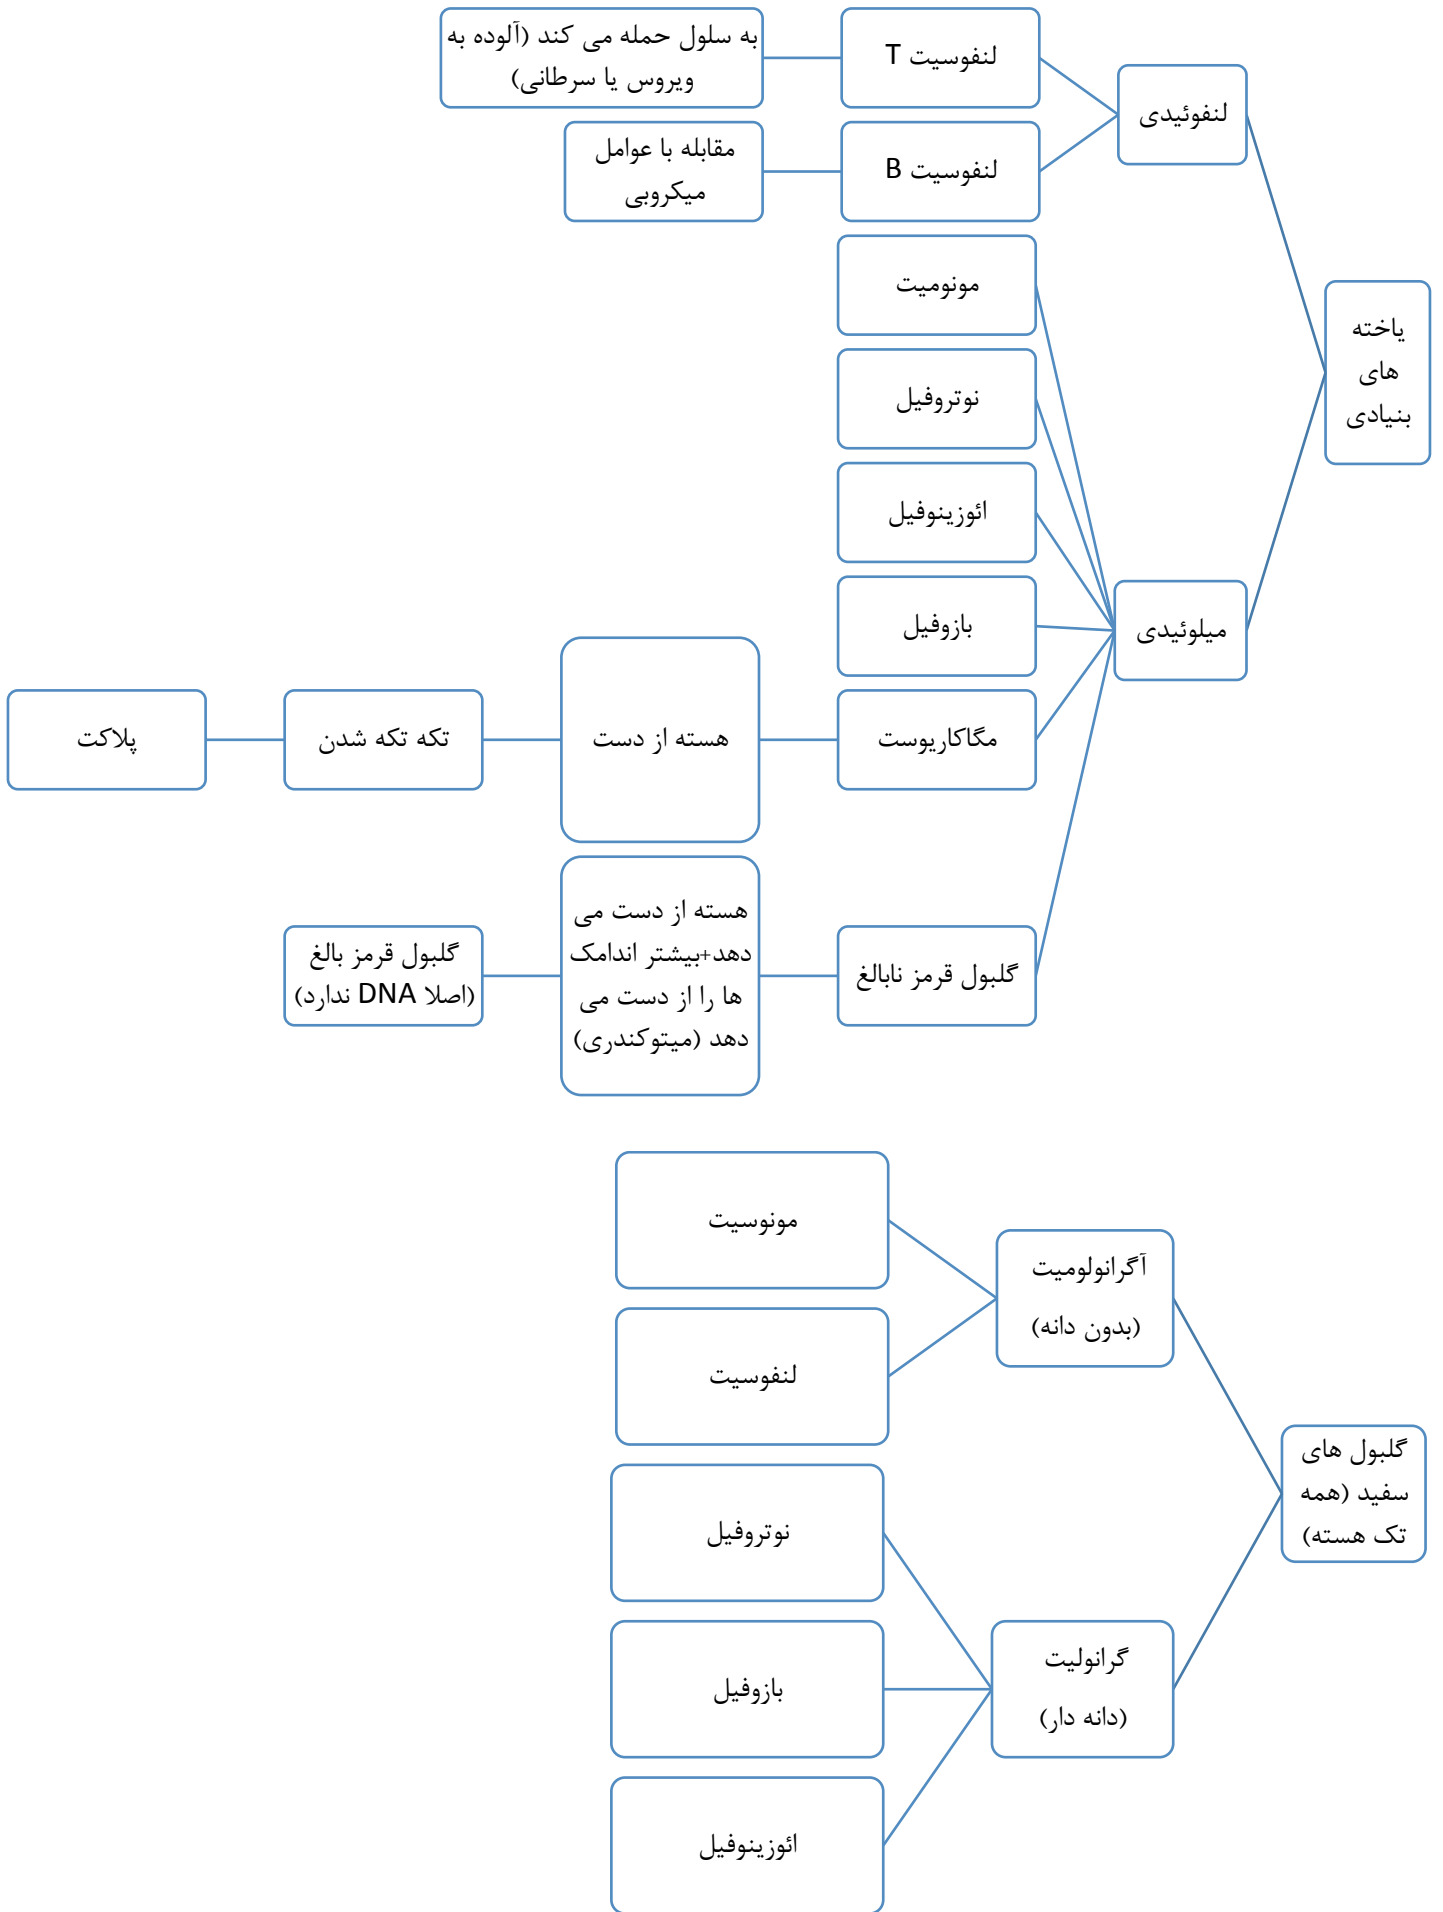 به سلول حمله می کند (آلوده به
ویروس یا سرطانی)
لنفوسیت T
لنفوئیدی
مقابله با عوامل
میکروبی
لنفوسیت B
مونومیت
یاخته
های
بنیادی
نوتروفیل
ائوزینوفیل
بازوفیل
میلوئیدی
مگاکاریوست
هسته از دست
تکه تکه شدن
پلاکت
گلبول قرمز نابالغ
هسته از دست می
دهد+بیشتر اندامک
ها را از دست می
دهد (میتوکندری)
گلبول قرمز بالغ
(اصلا DNA ندارد)
مونوسیت
آگرانولومیت
(بدون دانه)
لنفوسیت
گلبول های
سفید (همه
تک هسته)
نوتروفیل
گرانولیت
(دانه دار)
بازوفیل
ائوزینوفیل